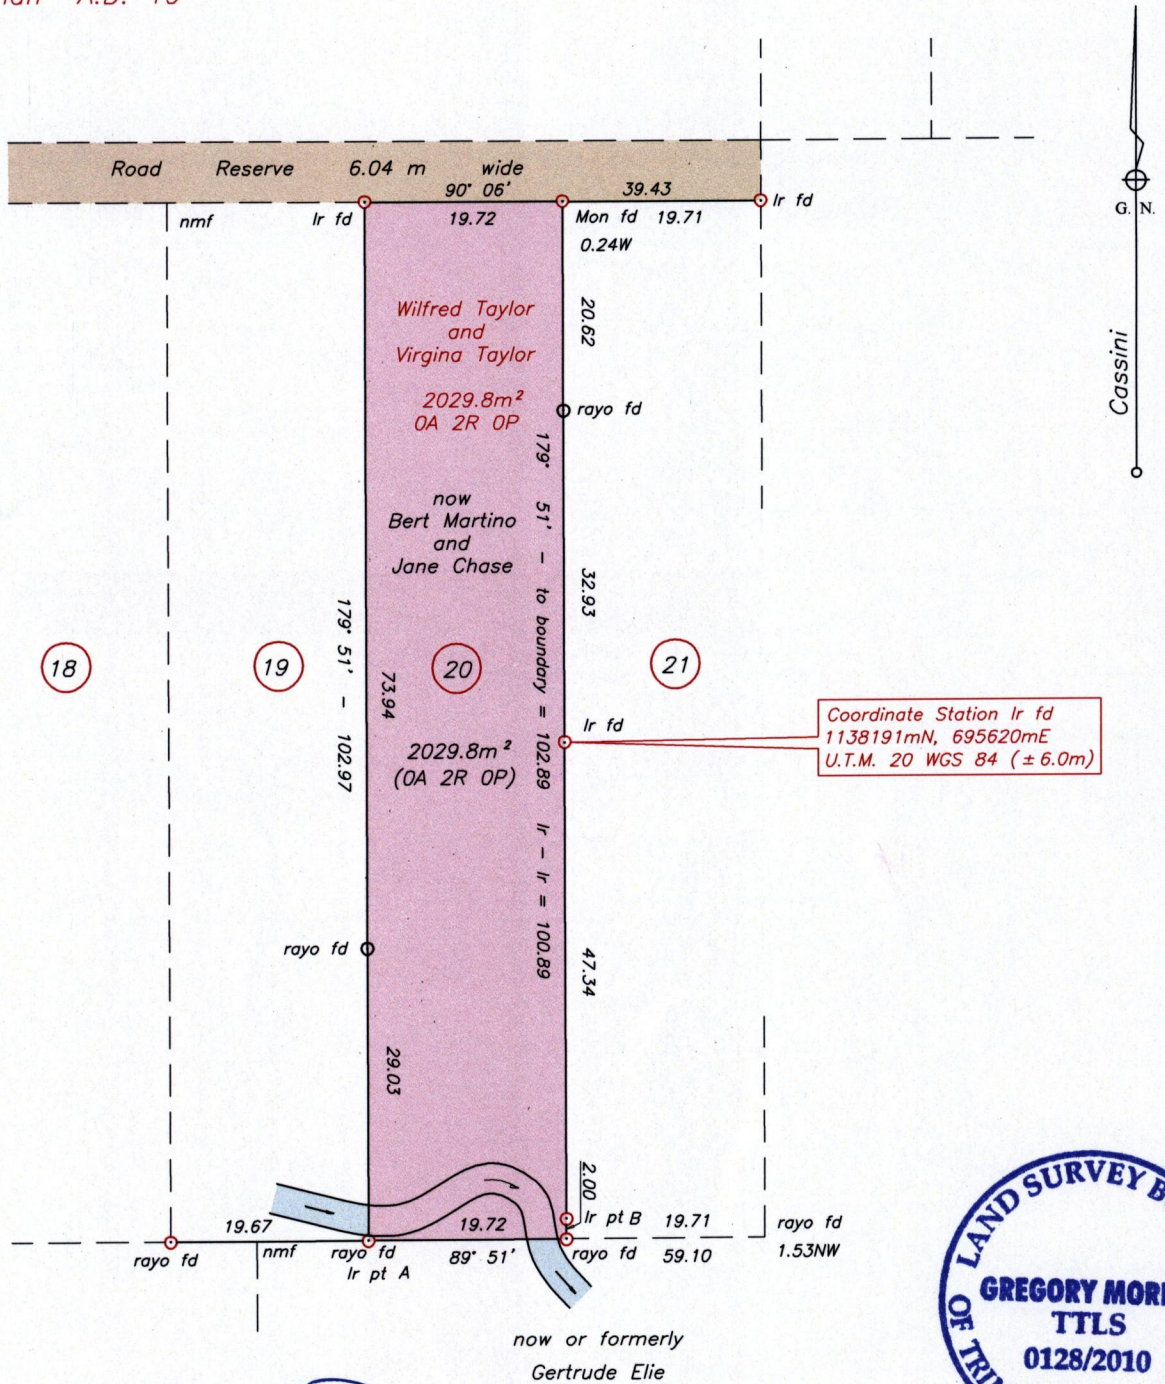 Road Reserve 6.04 m wide
90° 06'
39.43
Ir fd
nmf
Ir fd
19.72
Mon fd 19.71
0.24W
G. N.
Cassini
Wilfred Taylor
and
Virgina Taylor
2029.8m²
0A 2R 0P
20.62
rayo fd
now
Bert Martino
and
Jane Chase
179° 51' - to boundary = 102.89 Ir - Ir = 100.89
32.93
179° 51' - 102.97
73.94
18
19
20
21
Ir fd
2029.8m²
(0A 2R 0P)
Coordinate Station Ir fd
1138191mN, 695620mE
U.T.M. 20 WGS 84 (± 6.0m)
rayo fd
47.34
29.03
2.00
Ir pt B
19.67
19.72
19.71
rayo fd
1.53NW
rayo fd
nmf
rayo fd
Ir pt A
89° 51'
rayo fd
59.10
now or formerly
Gertrude Elie
LAND SURVEY B
OF TRI
GREGORY MOR
TTLS
0128/2010